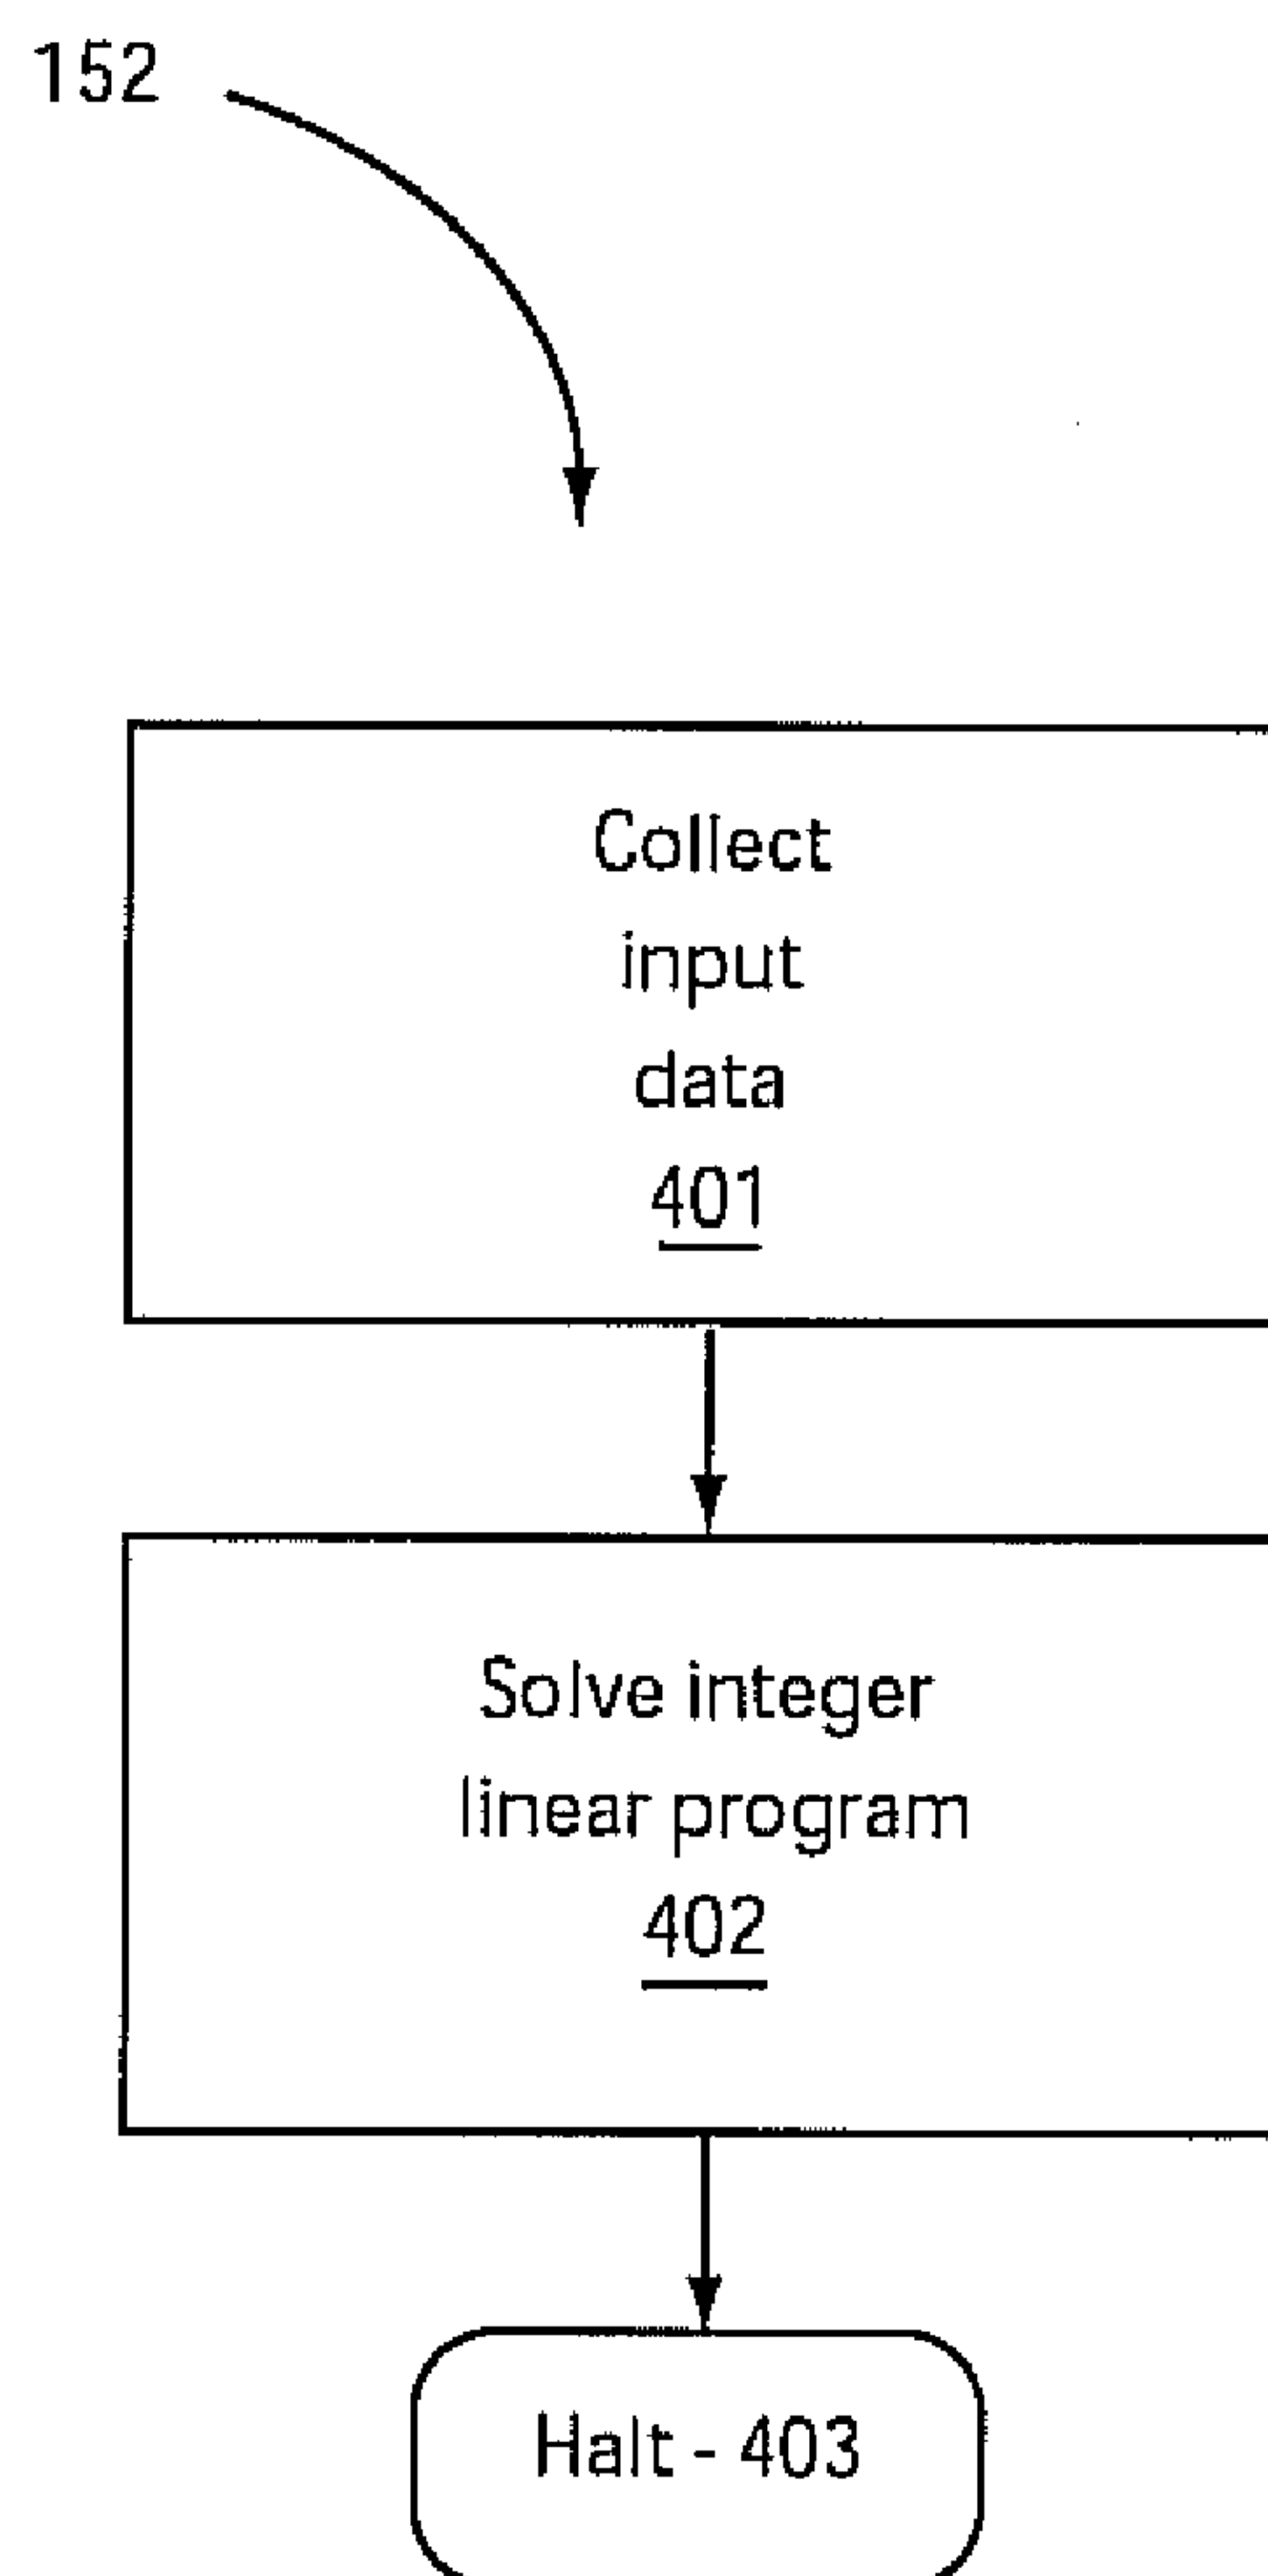 152
Collect
input
data
401
Solve integer
linear program
402
Halt - 403